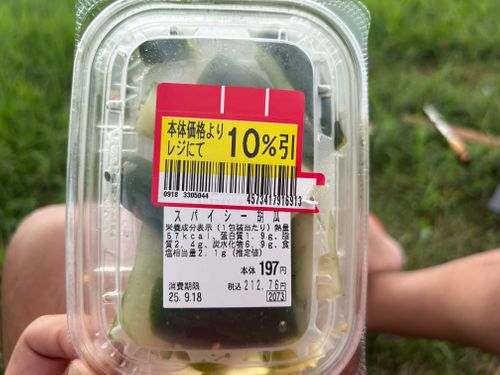 本体価格より
レジにて
10%引
0918 3305044
4573417916913
スパイシー胡瓜
栄養成分表示(1包装当たり)熱量
57kcal、蛋白質1.9g、脂
質2.4g、炭水化物6.9g、食
塩相当量2.1g(推定値)
本体 197円
消費期限
25.9.18
税込 212.76円
2073